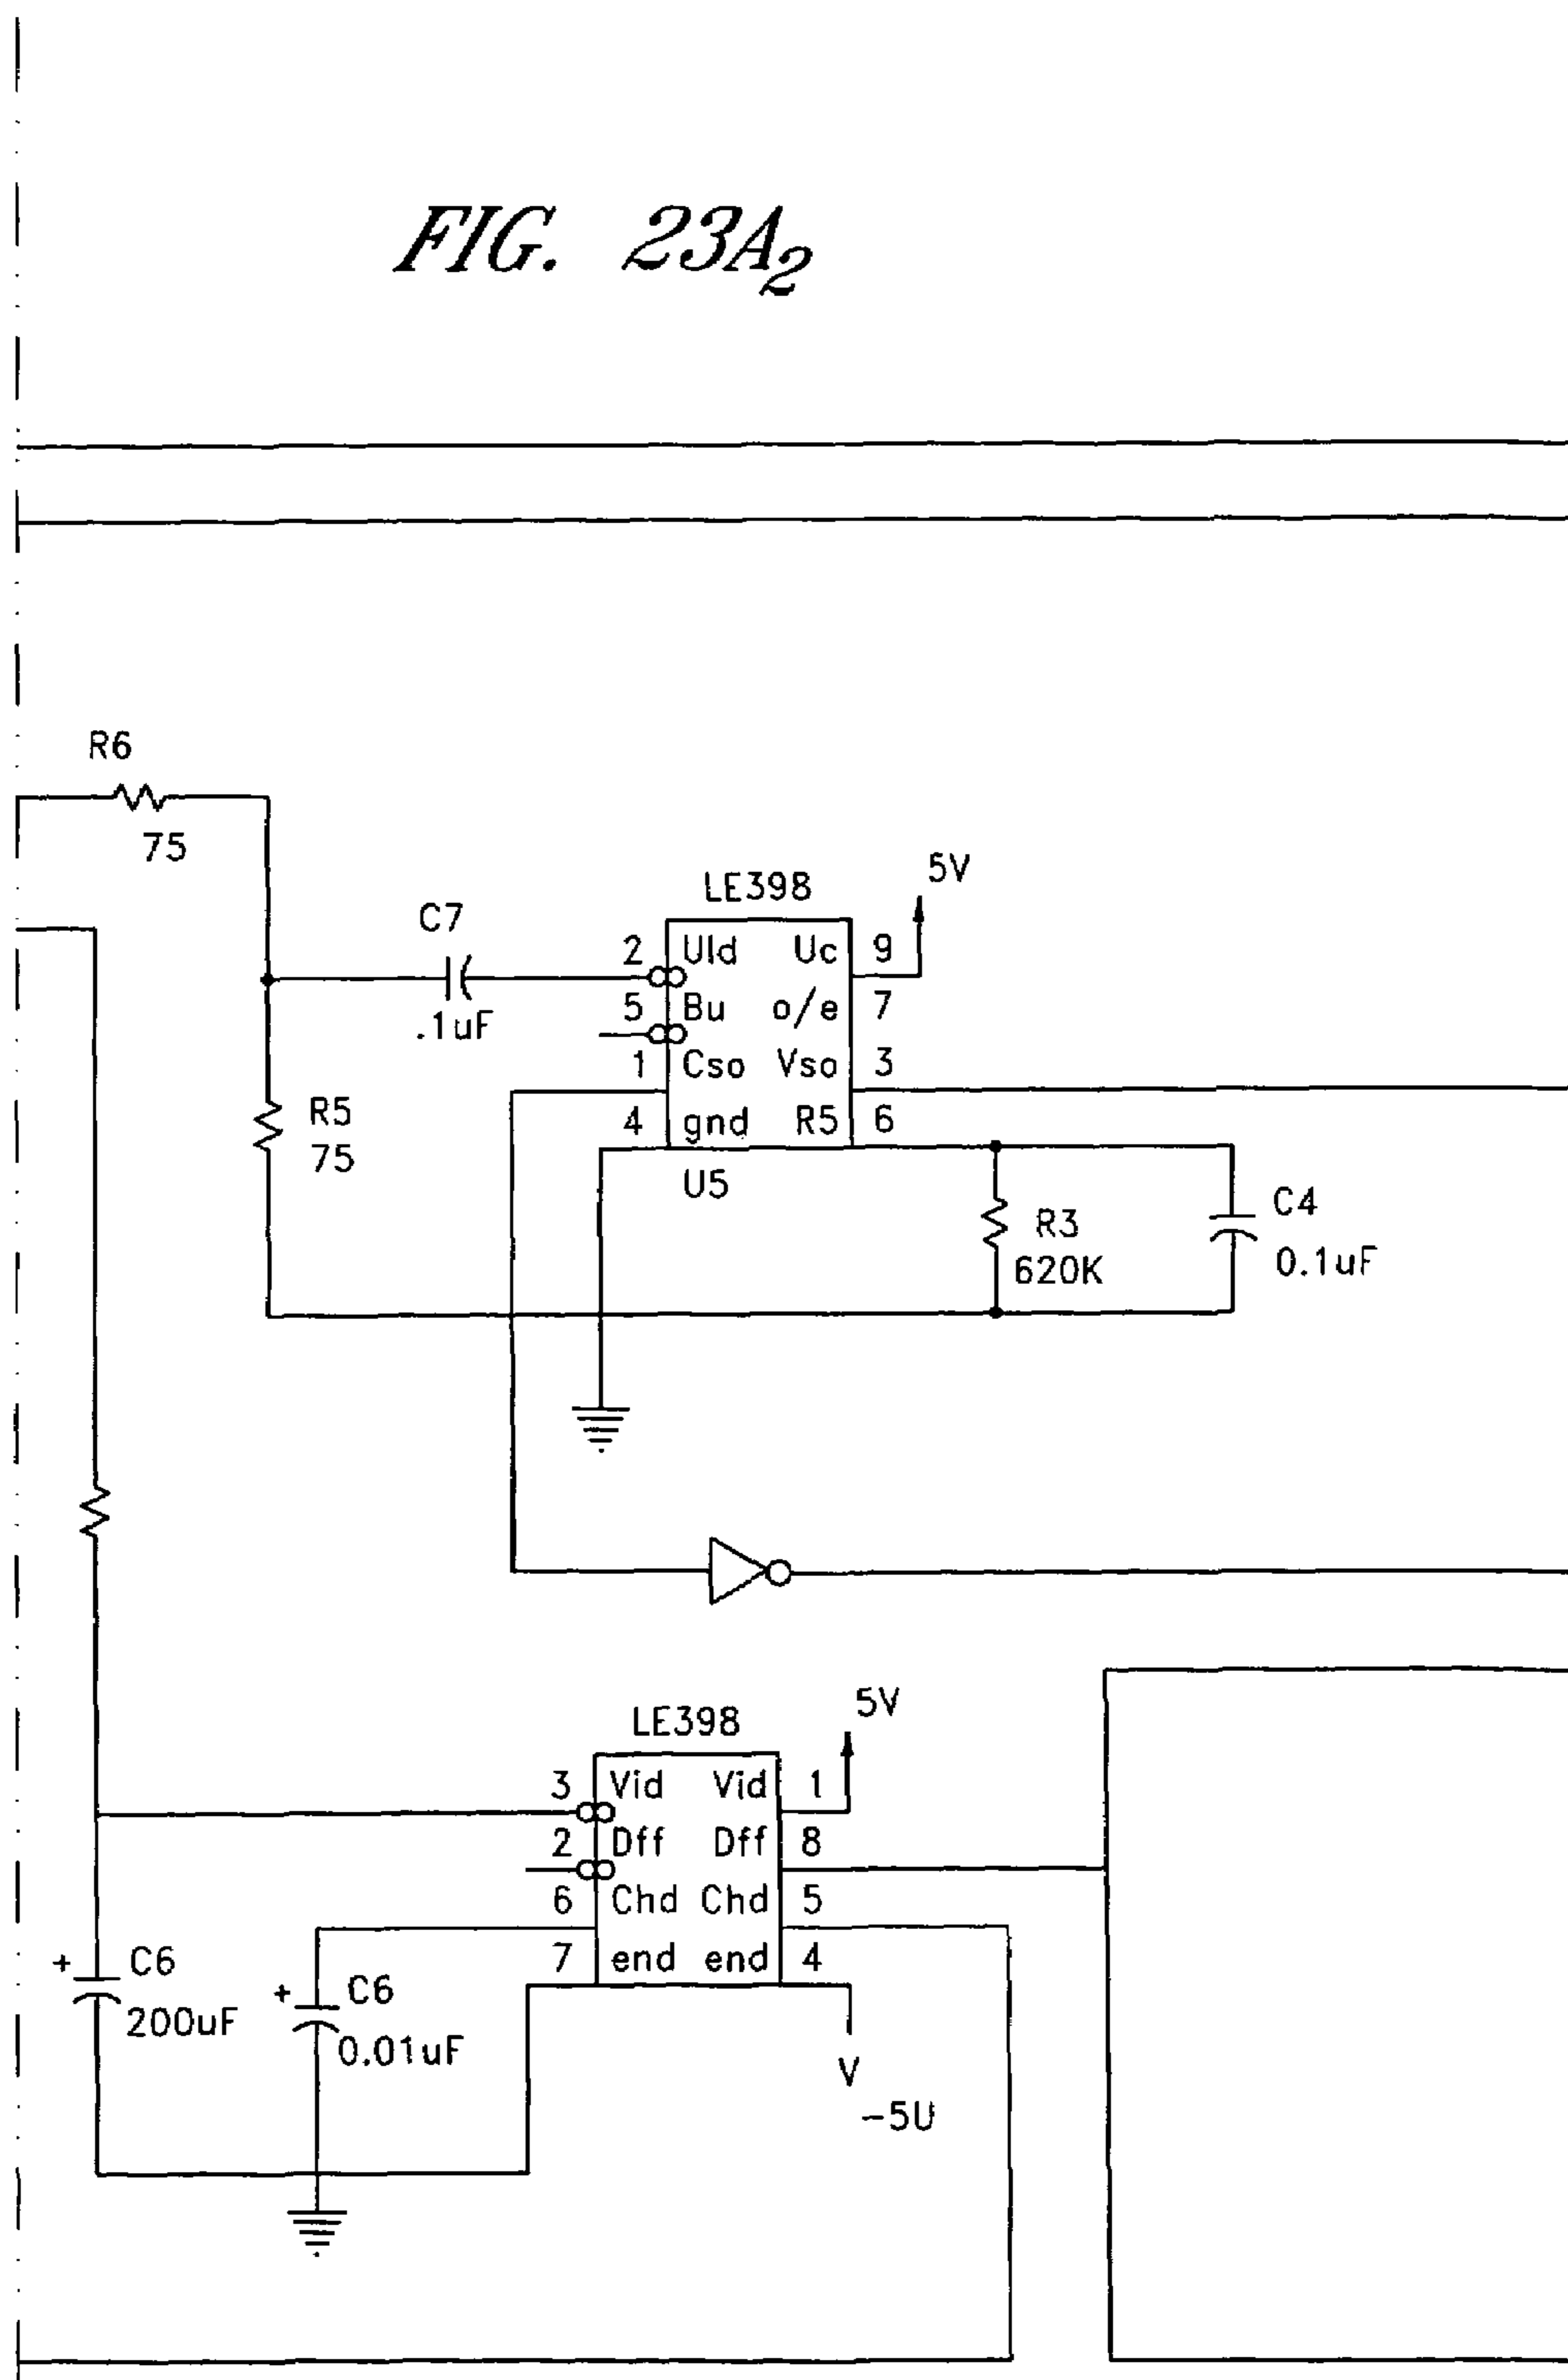 FIG. 23A2
R6
75
C7
.1uF
R5
75
LE398
5V
2 Uld Uc 9
5 Bu o/e 7
1 Cso Vso 3
4 gnd R5 6
U5
R3
620K
C4
0.1uF
LE398
5V
3 Vid Vid 1
2 Dff Dff 8
6 Chd Chd 5
7 end end 4
+ C6
200uF
+ C6
0.01uF
V
-5U